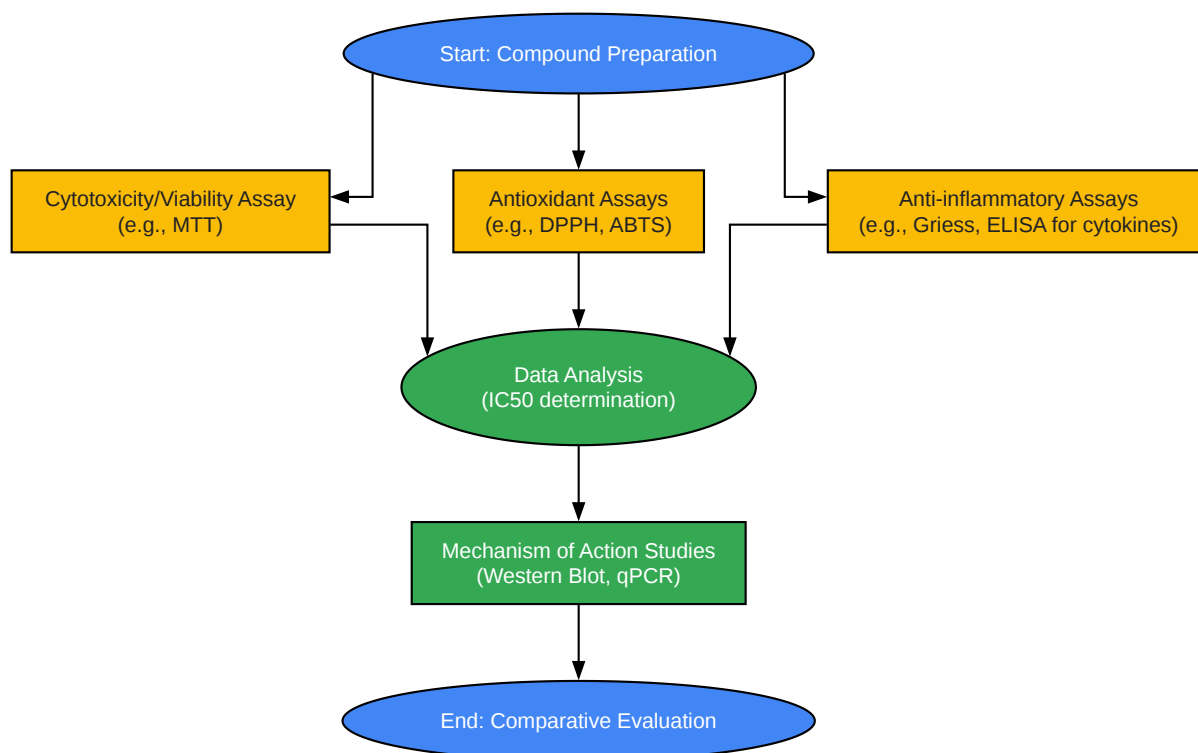 Start: Compound Preparation
Cytotoxicity/Viability Assay
(e.g., MTT)
Antioxidant Assays
(e.g., DPPH, ABTS)
Anti-inflammatory Assays
(e.g., Griess, ELISA for cytokines)
Data Analysis
(IC50 determination)
Mechanism of Action Studies
(Western Blot, qPCR)
End: Comparative Evaluation